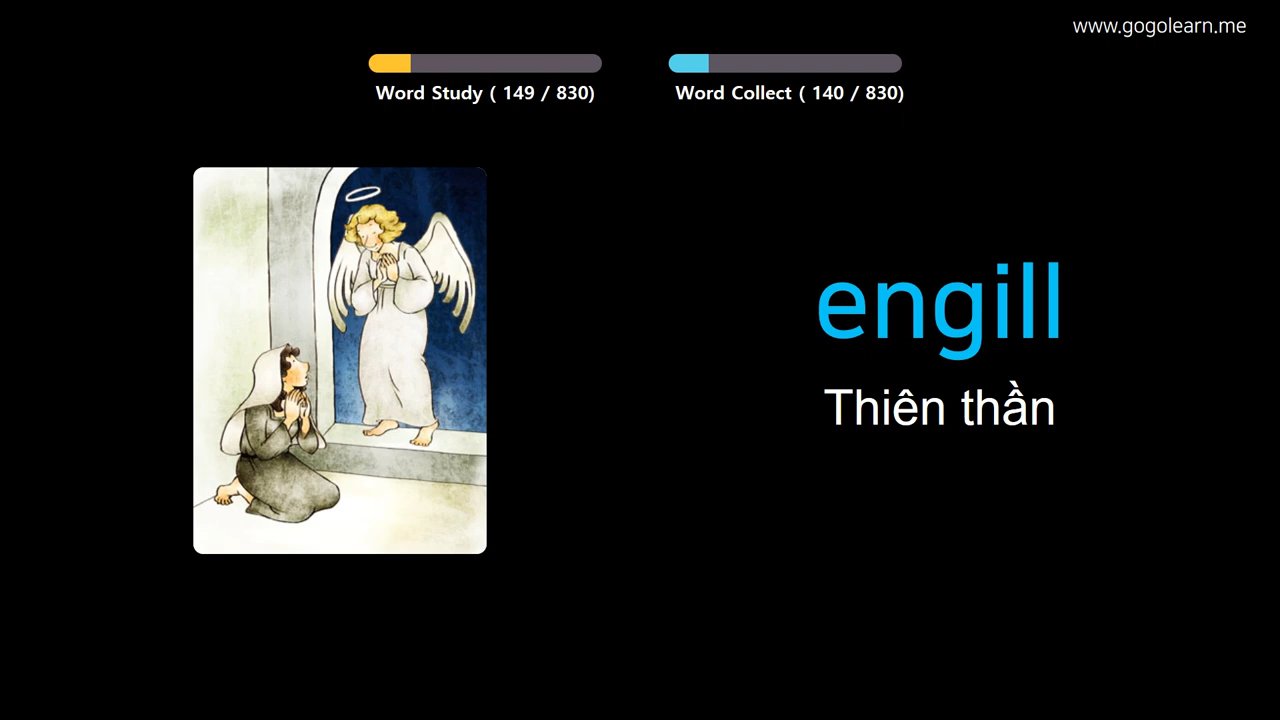 www.gogolearn.me
Word Study ( 149 / 830)
Word Collect ( 140 / 830)
engill
Thiên thần